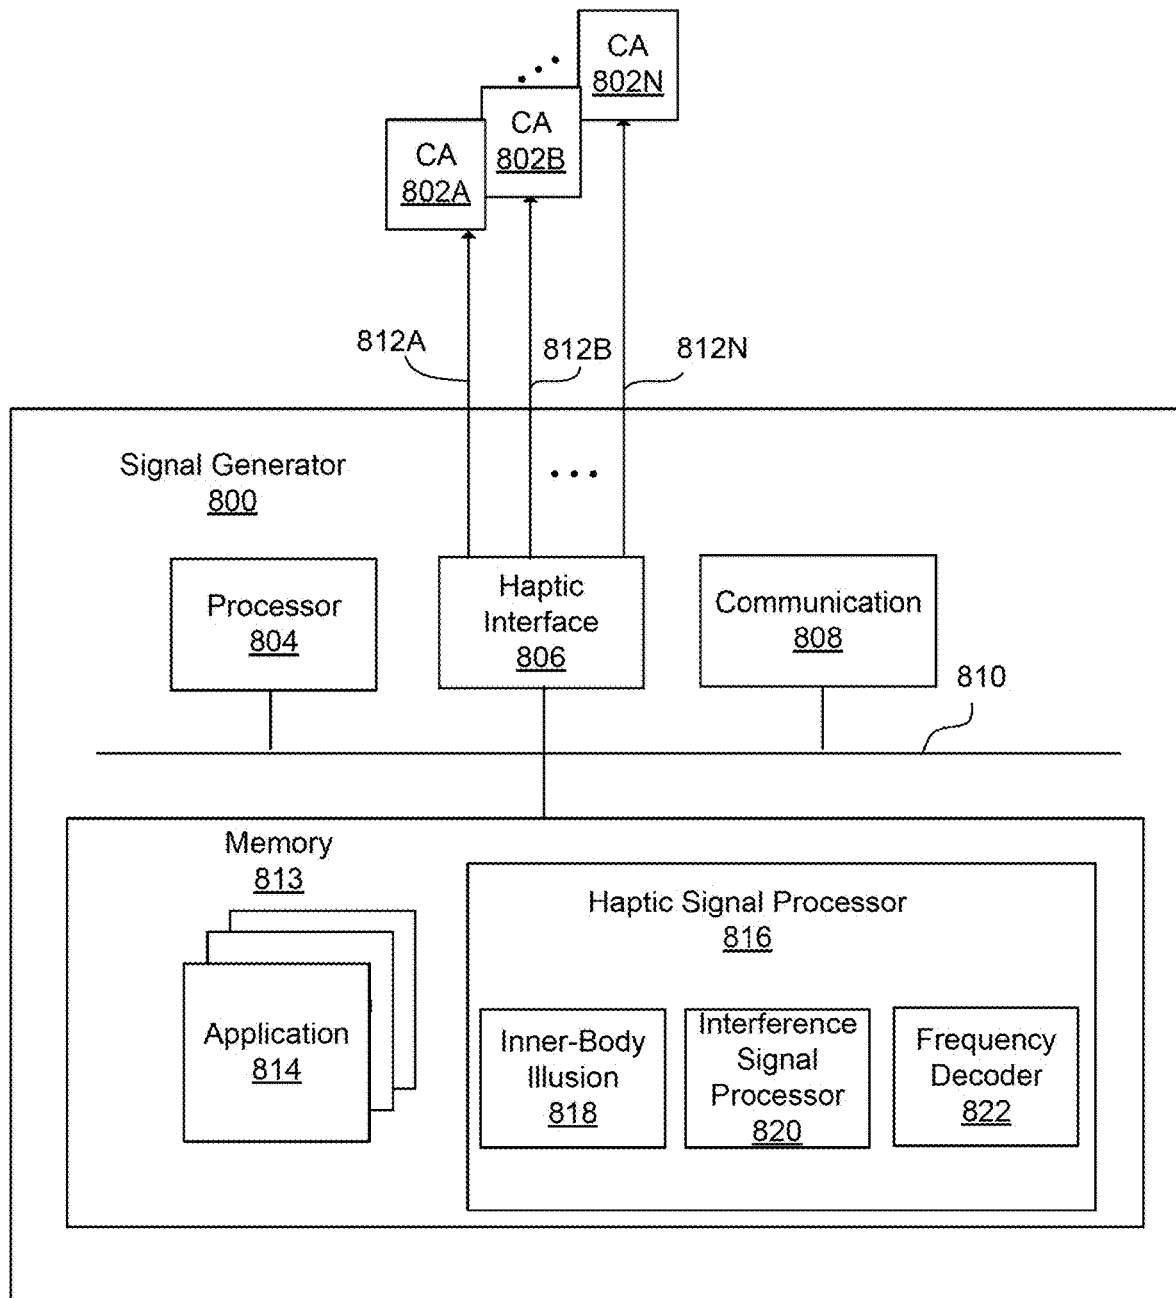 CA
802N
CA
802B
CA
802A
812A
812B
812N
Signal Generator
800
Processor
804
Haptic
Interface
806
Communication
808
810
Memory
813
Application
814
Haptic Signal Processor
816
Inner-Body
Illusion
818
Interference
Signal
Processor
820
Frequency
Decoder
822